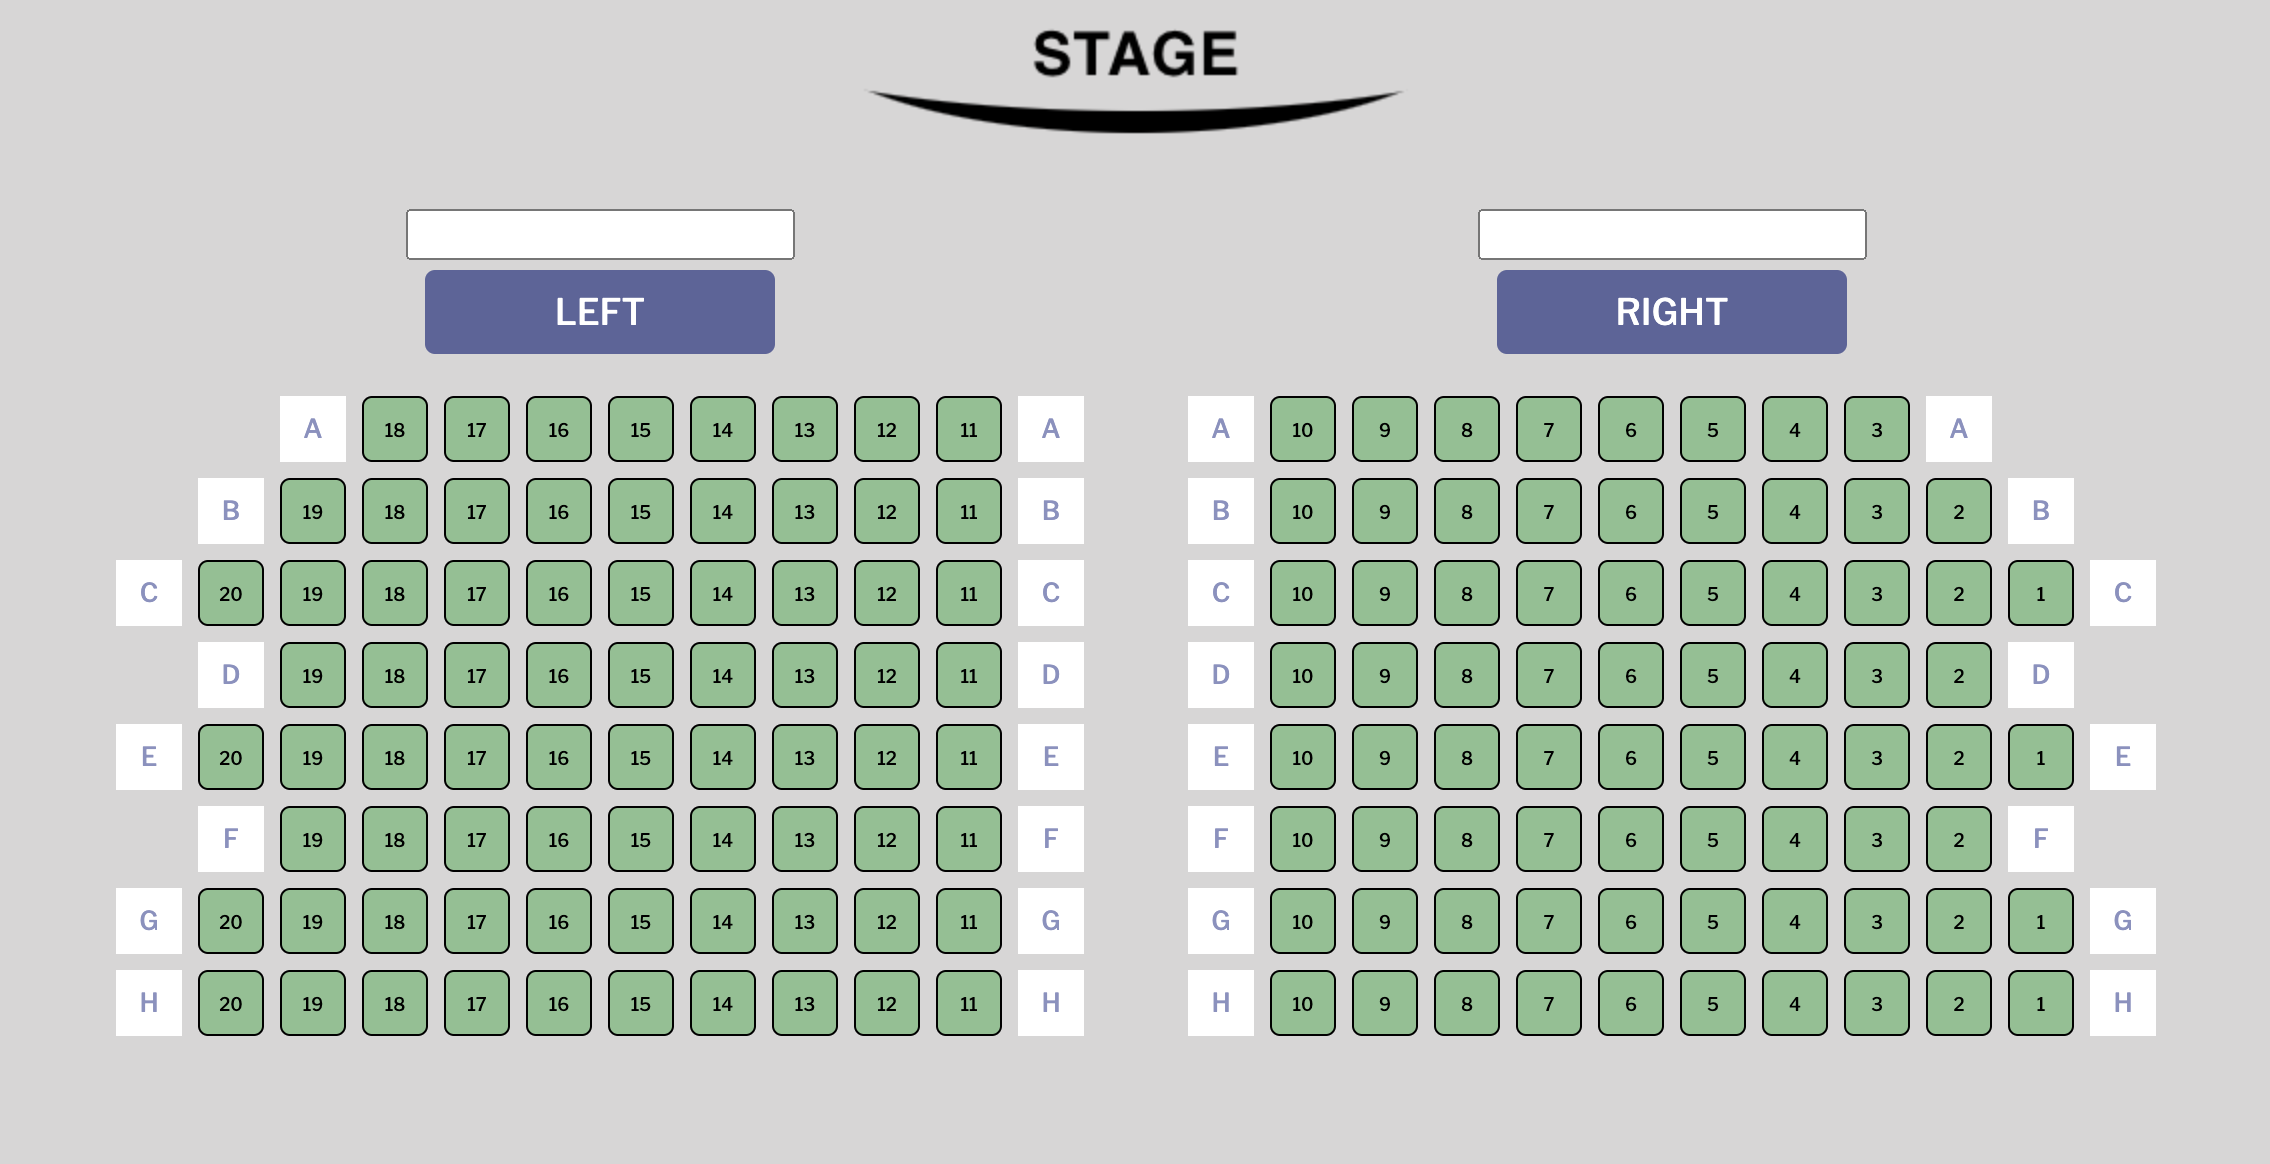 STAGE
LEFT RIGHT
A 18 17 16 15 14 13 12 11 A A 10 9 8 7 6 5 4 3 A
B 19 18 17 16 15 14 13 12 11 B B 10 9 8 7 6 5 4 3 2 B
C 20 19 18 17 16 15 14 13 12 11 C C 10 9 8 7 6 5 4 3 2 1 C
D 19 18 17 16 15 14 13 12 11 D D 10 9 8 7 6 5 4 3 2 D
E 20 19 18 17 16 15 14 13 12 11 E E 10 9 8 7 6 5 4 3 2 1 E
F 19 18 17 16 15 14 13 12 11 F F 10 9 8 7 6 5 4 3 2 F
G 20 19 18 17 16 15 14 13 12 11 G G 10 9 8 7 6 5 4 3 2 1 G
H 20 19 18 17 16 15 14 13 12 11 H H 10 9 8 7 6 5 4 3 2 1 H